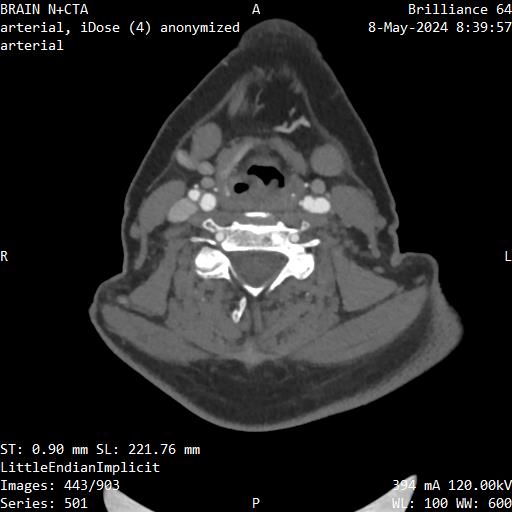 BRAIN N+CTA
A
Brilliance 64
arterial, iDose (4) anonymized
8-May-2024 8:39:57
arterial
R
L
ST: 0.90 mm SL: 221.76 mm
LittleEndianImplicit
Images: 443/903
394 mA 120.00kV
Series: 501
P
WL: 100 WW: 600